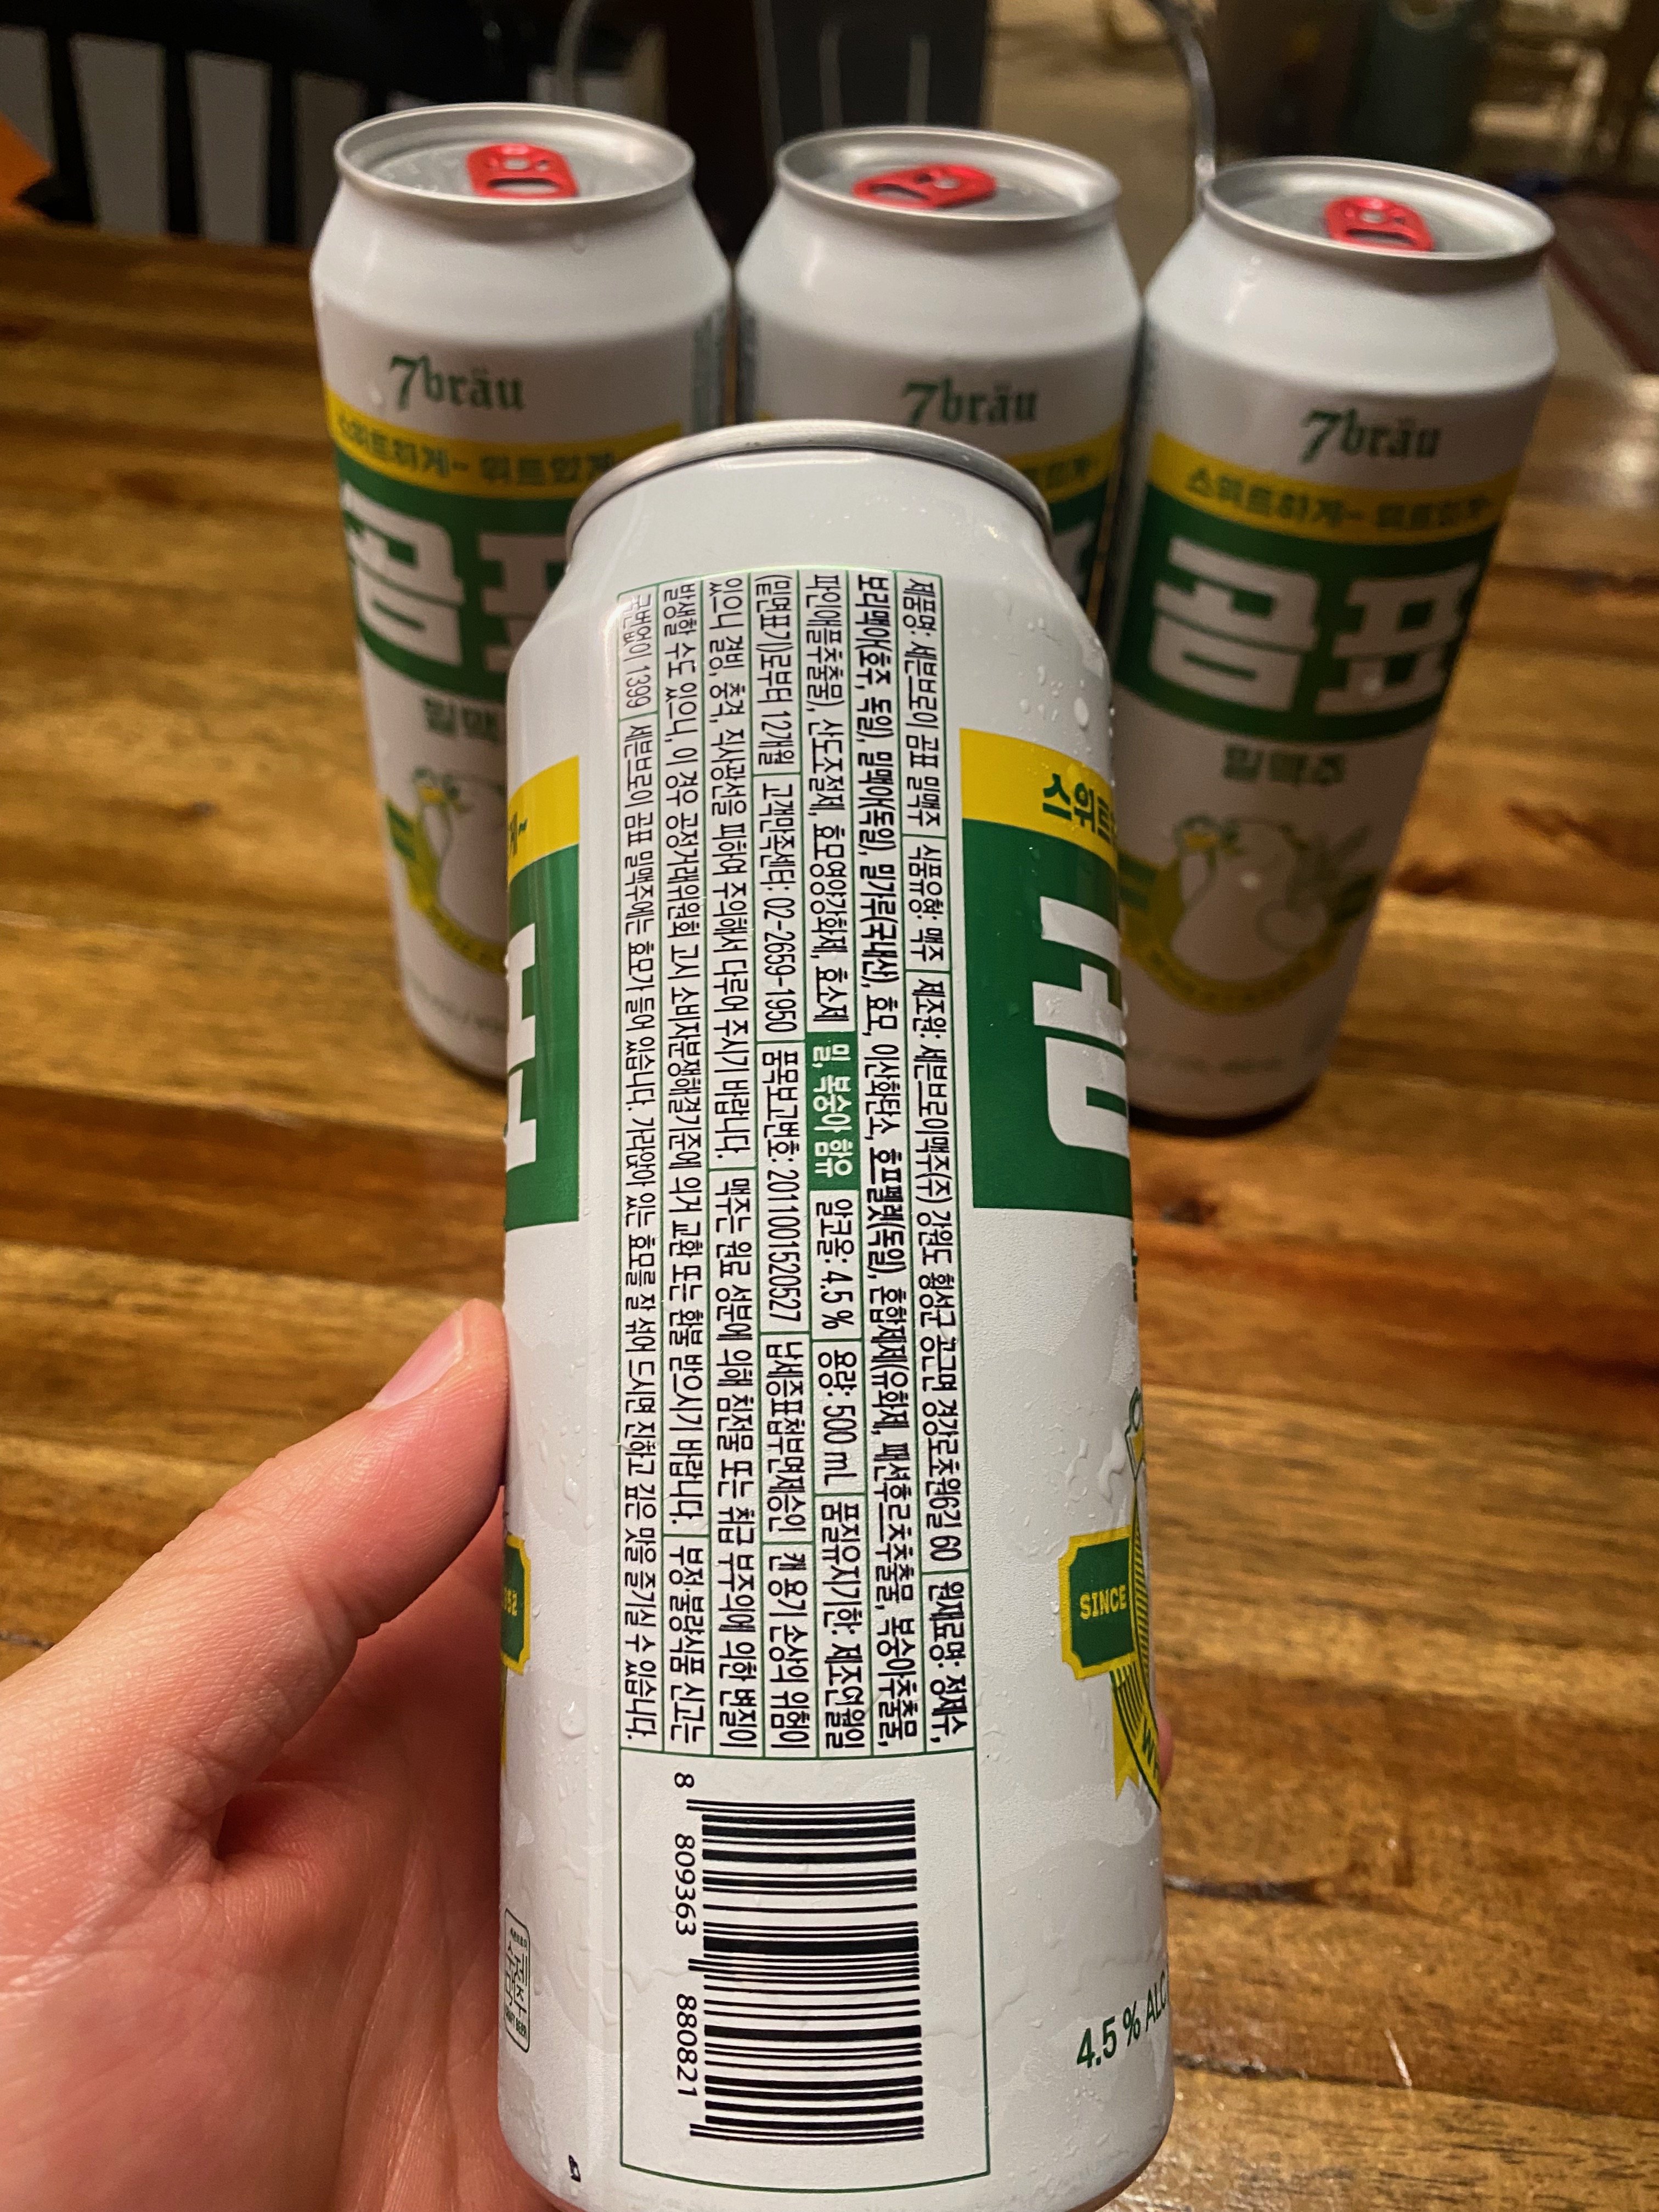 7bräu
스위트하게~ 위트있게~
곰표
밀맥
7bräu
7bräu
스위트하게~ 위트있게~
곰표
밀맥주
제품명: 세븐브로이 곰표 밀맥주 | 식품유형: 맥주 | 제조원: 세븐브로이맥주(주) 강원도 횡성군 공근면 경강로초원6길 60 | 원재료명: 정제수,
보리맥아(호주, 독일), 밀맥아(독일), 밀가루(국내산), 효모, 이산화탄소, 호프펠렛(독일), 혼합제제(유화제, 패션후르츠추출물, 복숭아추출물,
파인애플추출물), 산도조절제, 효모영양강화제, 효소제 밀, 복숭아 함유 알코올: 4.5 % | 용량: 500 mL | 품질유지기한: 제조연월일
(밑면표기)로부터 12개월 | 고객만족센터: 02-2659-1950 | 품목보고번호: 2011001520527 | 납세증표첩부면제승인 | 캔 용기 손상의 위험이
있으니 결빙, 충격, 직사광선을 피하여 주의해서 다루어 주시기 바랍니다. | 맥주는 원료 성분에 의해 침전물 또는 취급 부주의에 의한 변질이
발생할 수도 있으니, 이 경우 공정거래위원회 고시 소비자분쟁해결기준에 의거 교환 또는 환불 받으시기 바랍니다. | 부정·불량식품 신고는
국번없이 1399 | 세븐브로이 곰표 밀맥주에는 효모가 들어 있습니다. 가라앉아 있는 효모를 잘 섞어 드시면 진하고 깊은 맛을 즐기실 수 있습니다.
8 809363 880821
스위트
곰
SINCE
4.5 % ALC
수제맥주